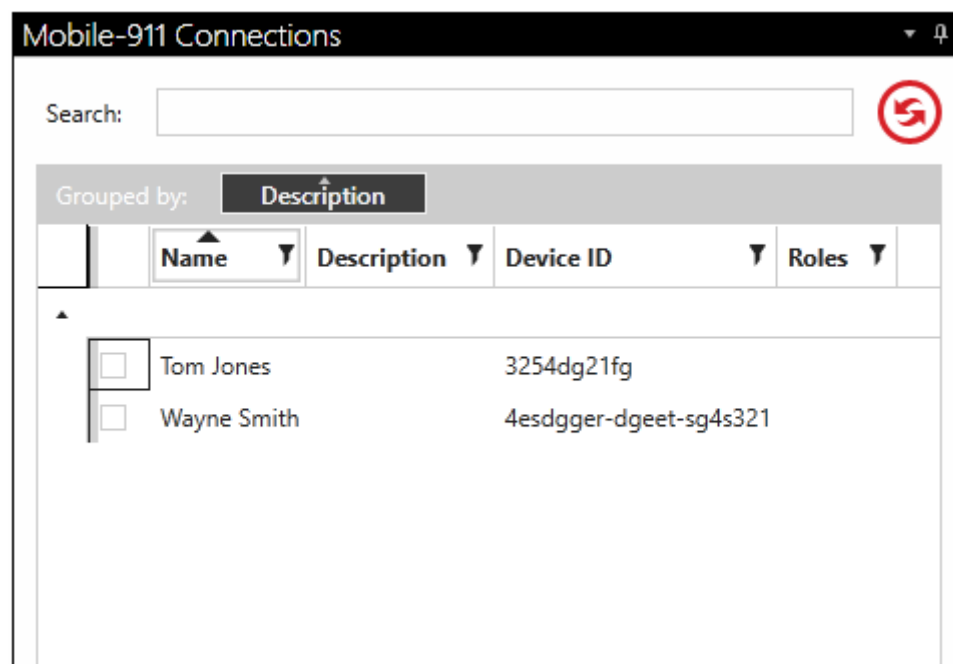 Mobile-911 Connections
Search:
Grouped by: Description
Name Description Device ID Roles
Tom Jones 3254dg21fg
Wayne Smith 4esdgger-dgeet-sg4s321